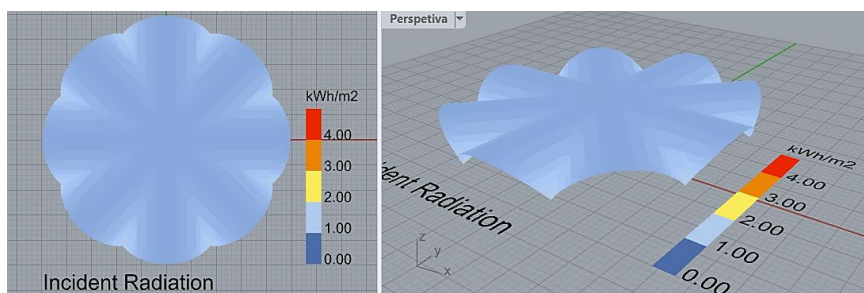 kWh/m2
4.00
3.00
2.00
1.00
0.00
Incident Radiation
Perspetiva
dent Radiation
kWh/m2
4.00
3.00
2.00
1.00
0.00
z
y
x